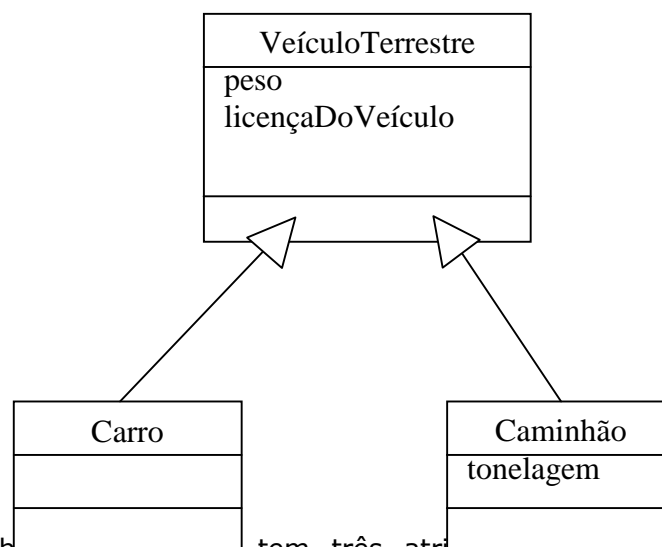 VeículoTerrestre
peso
licençaDoVeículo
Carro
Caminhão
tonelagem
tem três